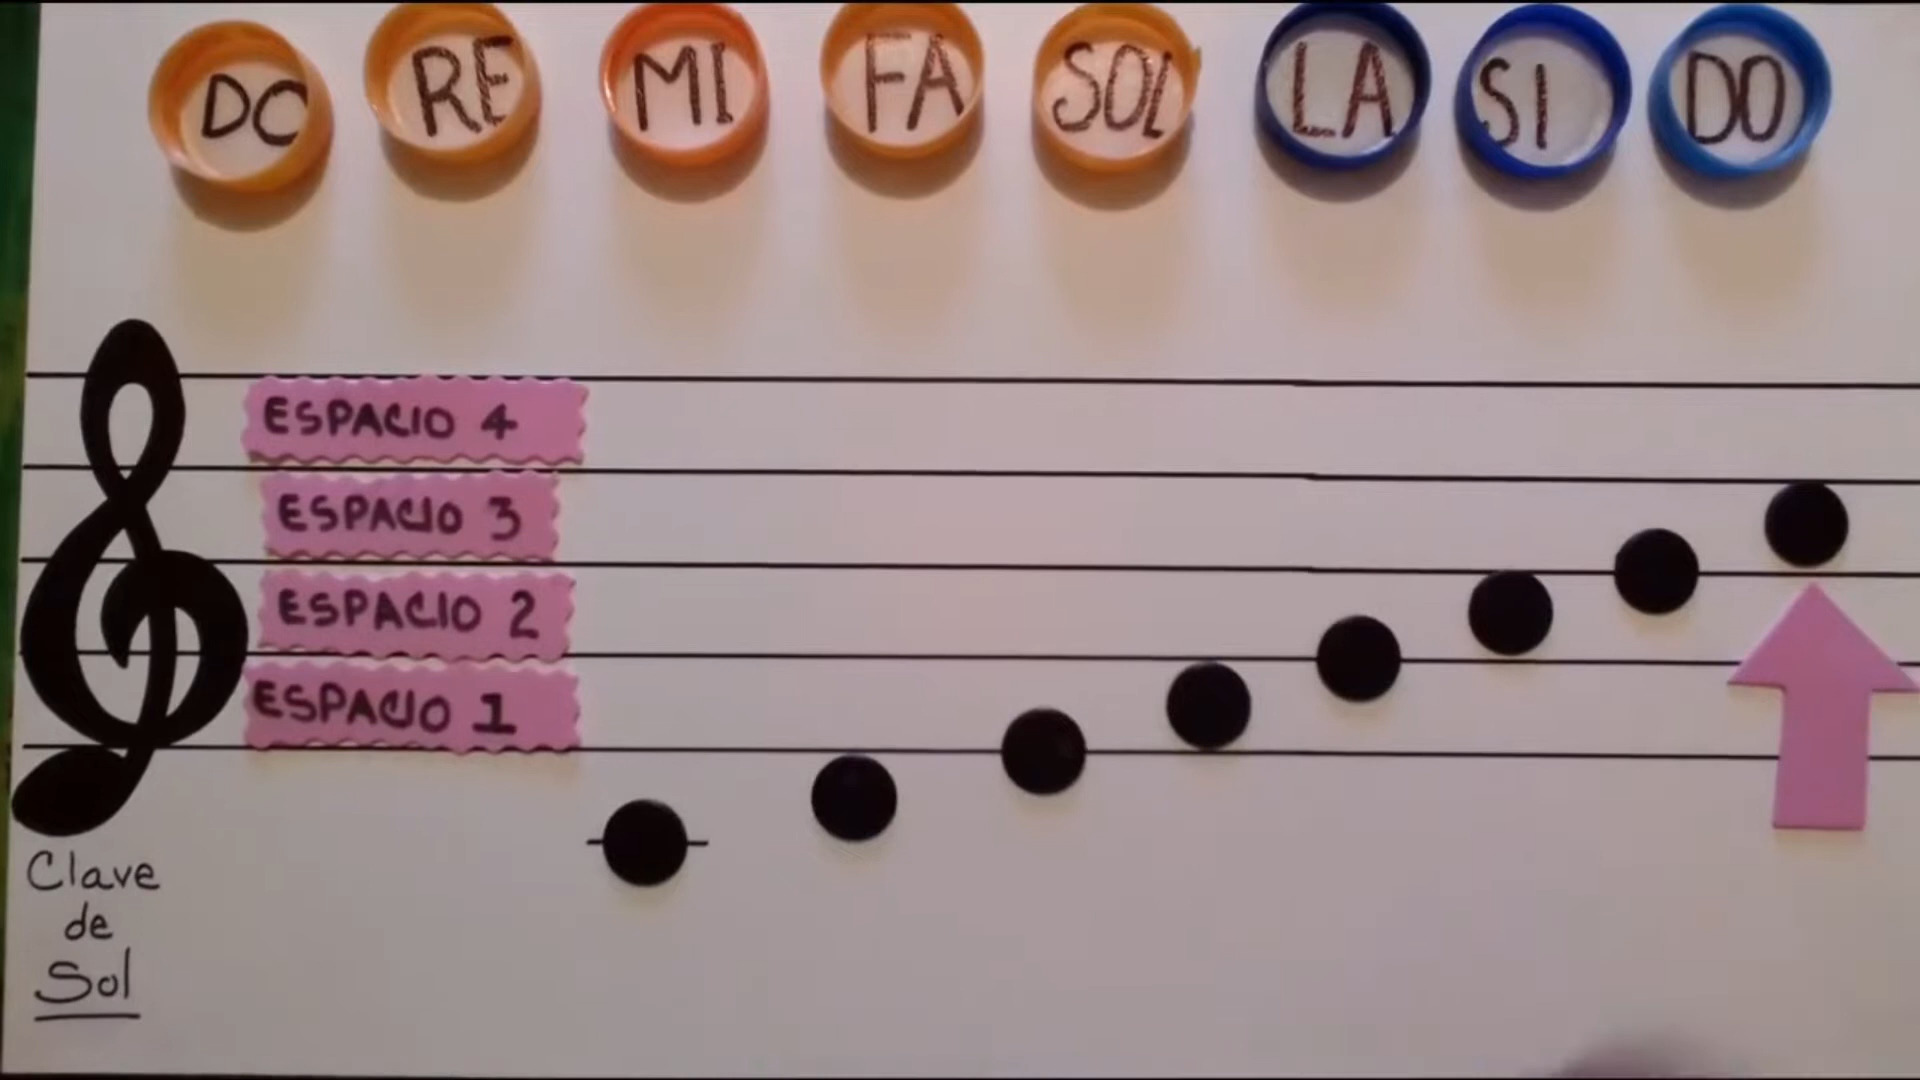 DO RE MI FA SOL LA SI DO
ESPACIO 4
ESPACIO 3
ESPACIO 2
ESPACIO 1
Clave
de
Sol